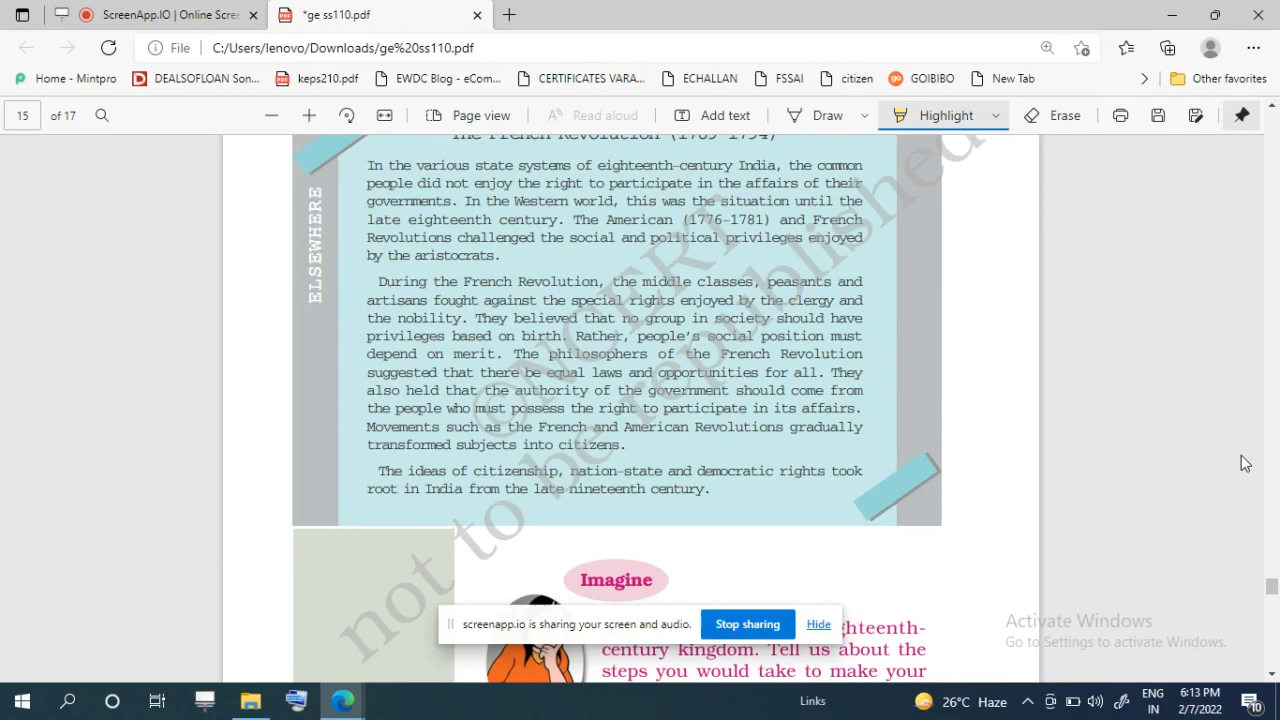 ScreenApp.IO | Online Scree
*ge ss110.pdf
File
C:/Users/lenovo/Downloads/ge%20ss110.pdf
Home - Mintpro
DEALSOFLOAN Son...
keps210.pdf
EWDC Blog - eCom...
CERTIFICATES VARA...
ECHALLAN
FSSAI
citizen
GOIBIBO
New Tab
Other favorites
15
of 17
Page view
Read aloud
Add text
Draw
Highlight
Erase
The French Revolution (1789-1794)
ELSEWHERE
In the various state systems of eighteenth-century India, the common
people did not enjoy the right to participate in the affairs of their
governments. In the Western world, this was the situation until the
late eighteenth century. The American (1776-1781) and French
Revolutions challenged the social and political privileges enjoyed
by the aristocrats.
During the French Revolution, the middle classes, peasants and
artisans fought against the special rights enjoyed by the clergy and
the nobility. They believed that no group in society should have
privileges based on birth. Rather, people's social position must
depend on merit. The philosophers of the French Revolution
suggested that there be equal laws and opportunities for all. They
also held that the authority of the government should come from
the people who must possess the right to participate in its affairs.
Movements such as the French and American Revolutions gradually
transformed subjects into citizens.
The ideas of citizenship, nation-state and democratic rights took
root in India from the late nineteenth century.
©NCERT
not to be republished
Imagine
ghteenth-
century kingdom. Tell us about the
steps you would take to make your
screenapp.io is sharing your screen and audio.
Stop sharing
Hide
Activate Windows
Go to Settings to activate Windows.
Links
26°C Haze
ENG
IN
6:13 PM
2/7/2022
10